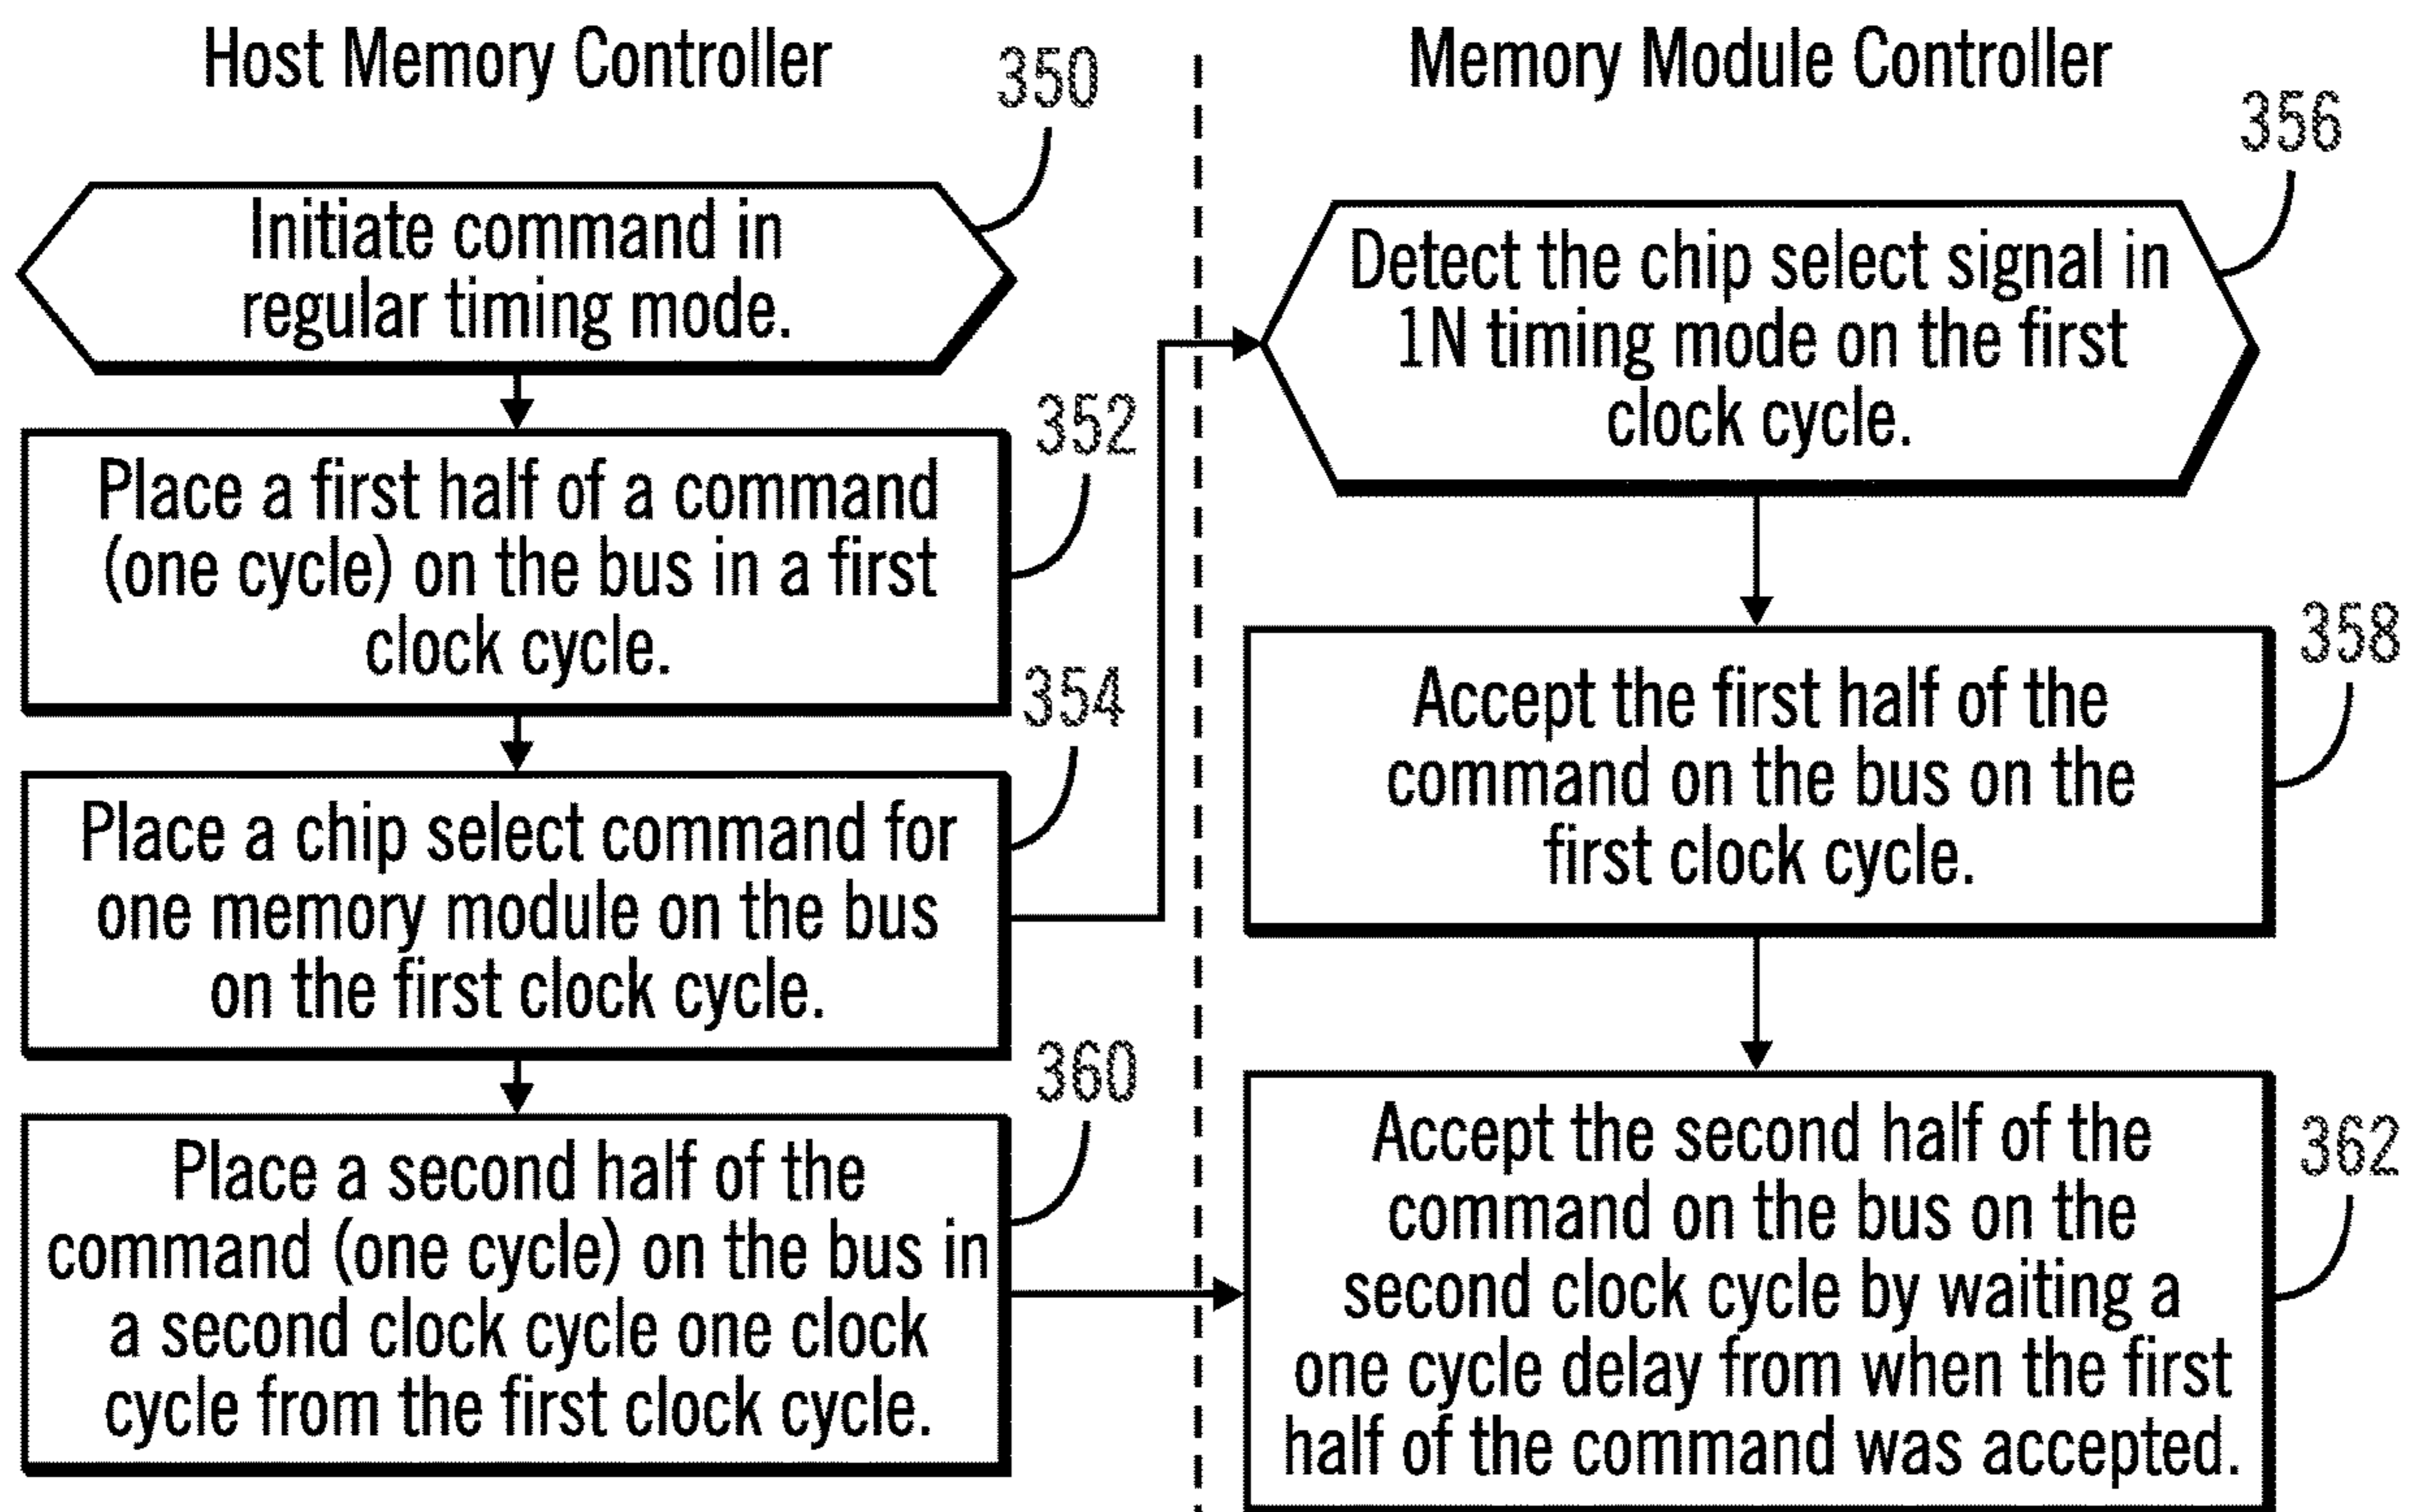 Host Memory Controller
350
Initiate command in
regular timing mode.
352
Place a first half of a command
(one cycle) on the bus in a first
clock cycle.
354
Place a chip select command for
one memory module on the bus
on the first clock cycle.
360
Place a second half of the
command (one cycle) on the bus in
a second clock cycle one clock
cycle from the first clock cycle.
Memory Module Controller
356
Detect the chip select signal in
1N timing mode on the first
clock cycle.
358
Accept the first half of the
command on the bus on the
first clock cycle.
362
Accept the second half of the
command on the bus on the
second clock cycle by waiting a
one cycle delay from when the first
half of the command was accepted.